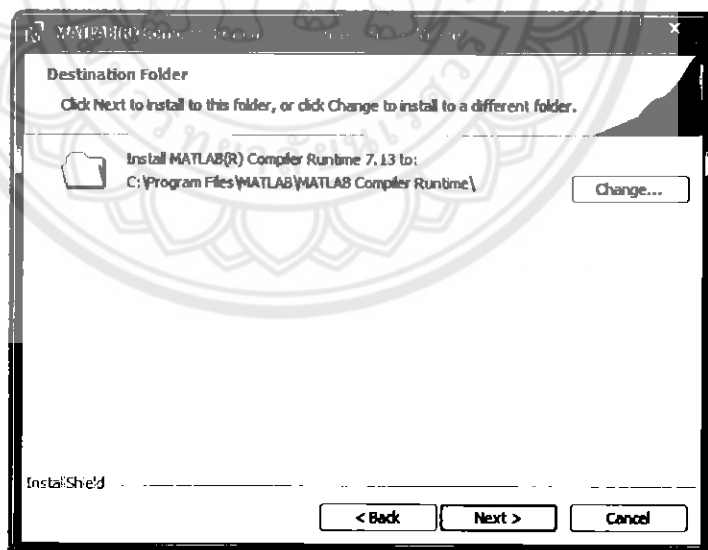 MATLAB(R)
Destination Folder
Click Next to install to this folder, or click Change to install to a different folder.
Install MATLAB(R) Compiler Runtime 7.13 to:
C:\Program Files\MATLAB\MATLAB Compiler Runtime\
Change...
InstallShield
< Back
Next >
Cancel